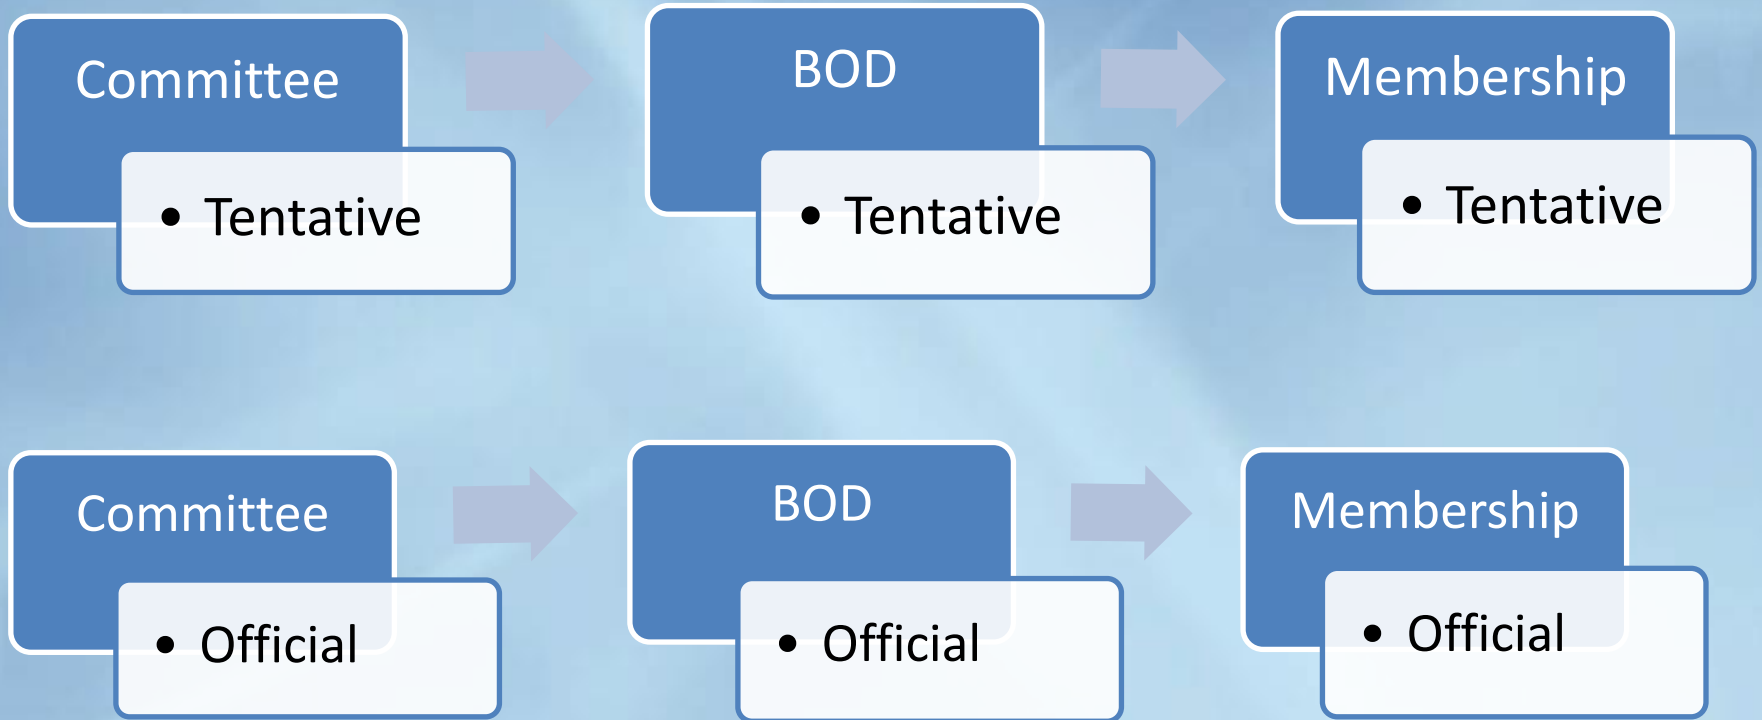 Committee
• Tentative
BOD
• Tentative
Membership
• Tentative
Committee
• Official
BOD
• Official
Membership
• Official